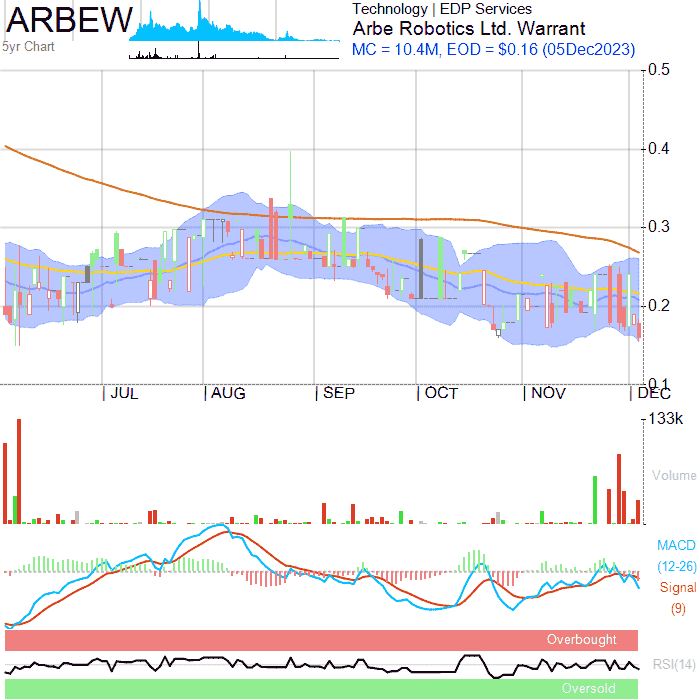 ARBEW
5yr Chart
Technology | EDP Services
Arbe Robotics Ltd. Warrant
MC = 10.4M, EOD = $0.16 (05Dec2023)
0.5
0.4
0.3
0.2
0.1
JUL AUG SEP OCT NOV DEC
133k
Volume
MACD
(12-26)
Signal
(9)
Overbought
RSI(14)
Oversold